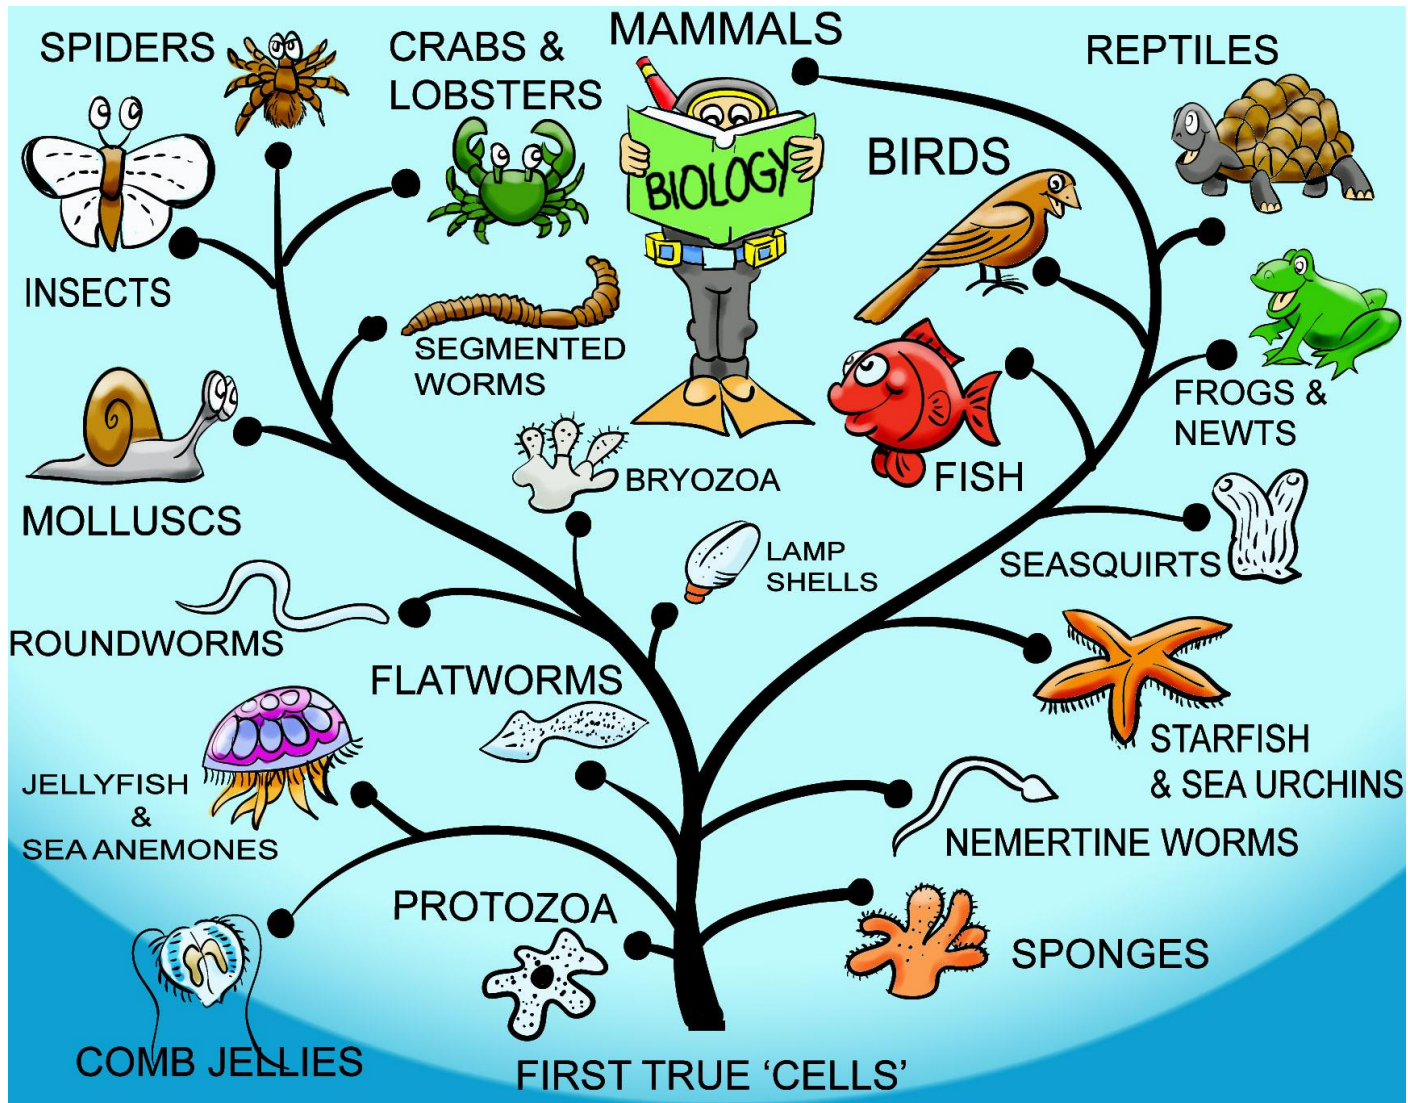 MAMMALS
SPIDERS
CRABS &
LOBSTERS
REPTILES
BIOLOGY
BIRDS
INSECTS
SEGMENTED
WORMS
FROGS &
NEWTS
BRYOZOA
FISH
MOLLUSCS
LAMP
SHELLS
SEASQUIRTS
ROUNDWORMS
FLATWORMS
STARFISH
& SEA URCHINS
JELLYFISH
&
SEA ANEMONES
NEMERTINE WORMS
PROTOZOA
SPONGES
COMB JELLIES
FIRST TRUE ‘CELLS’